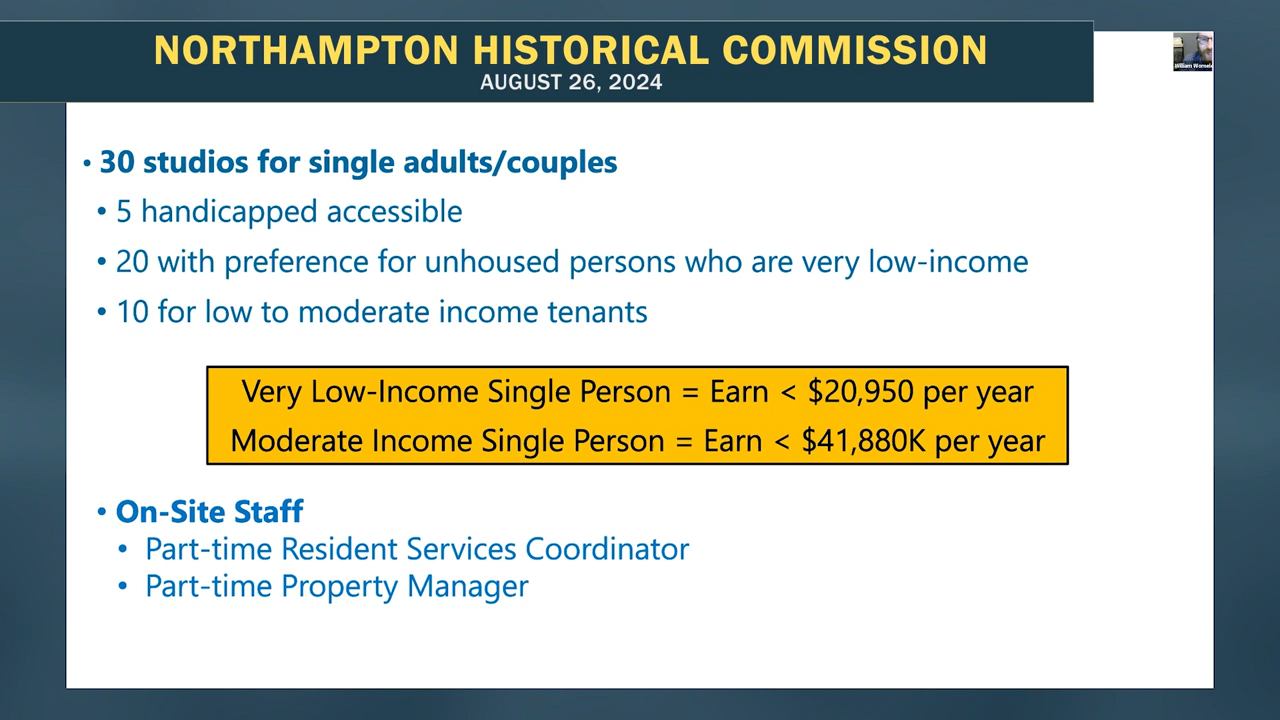 NORTHAMPTON HISTORICAL COMMISSION
AUGUST 26, 2024
• 30 studios for single adults/couples
• 5 handicapped accessible
• 20 with preference for unhoused persons who are very low-income
• 10 for low to moderate income tenants
Very Low-Income Single Person = Earn < $20,950 per year
Moderate Income Single Person = Earn < $41,880K per year
• On-Site Staff
• Part-time Resident Services Coordinator
• Part-time Property Manager
William